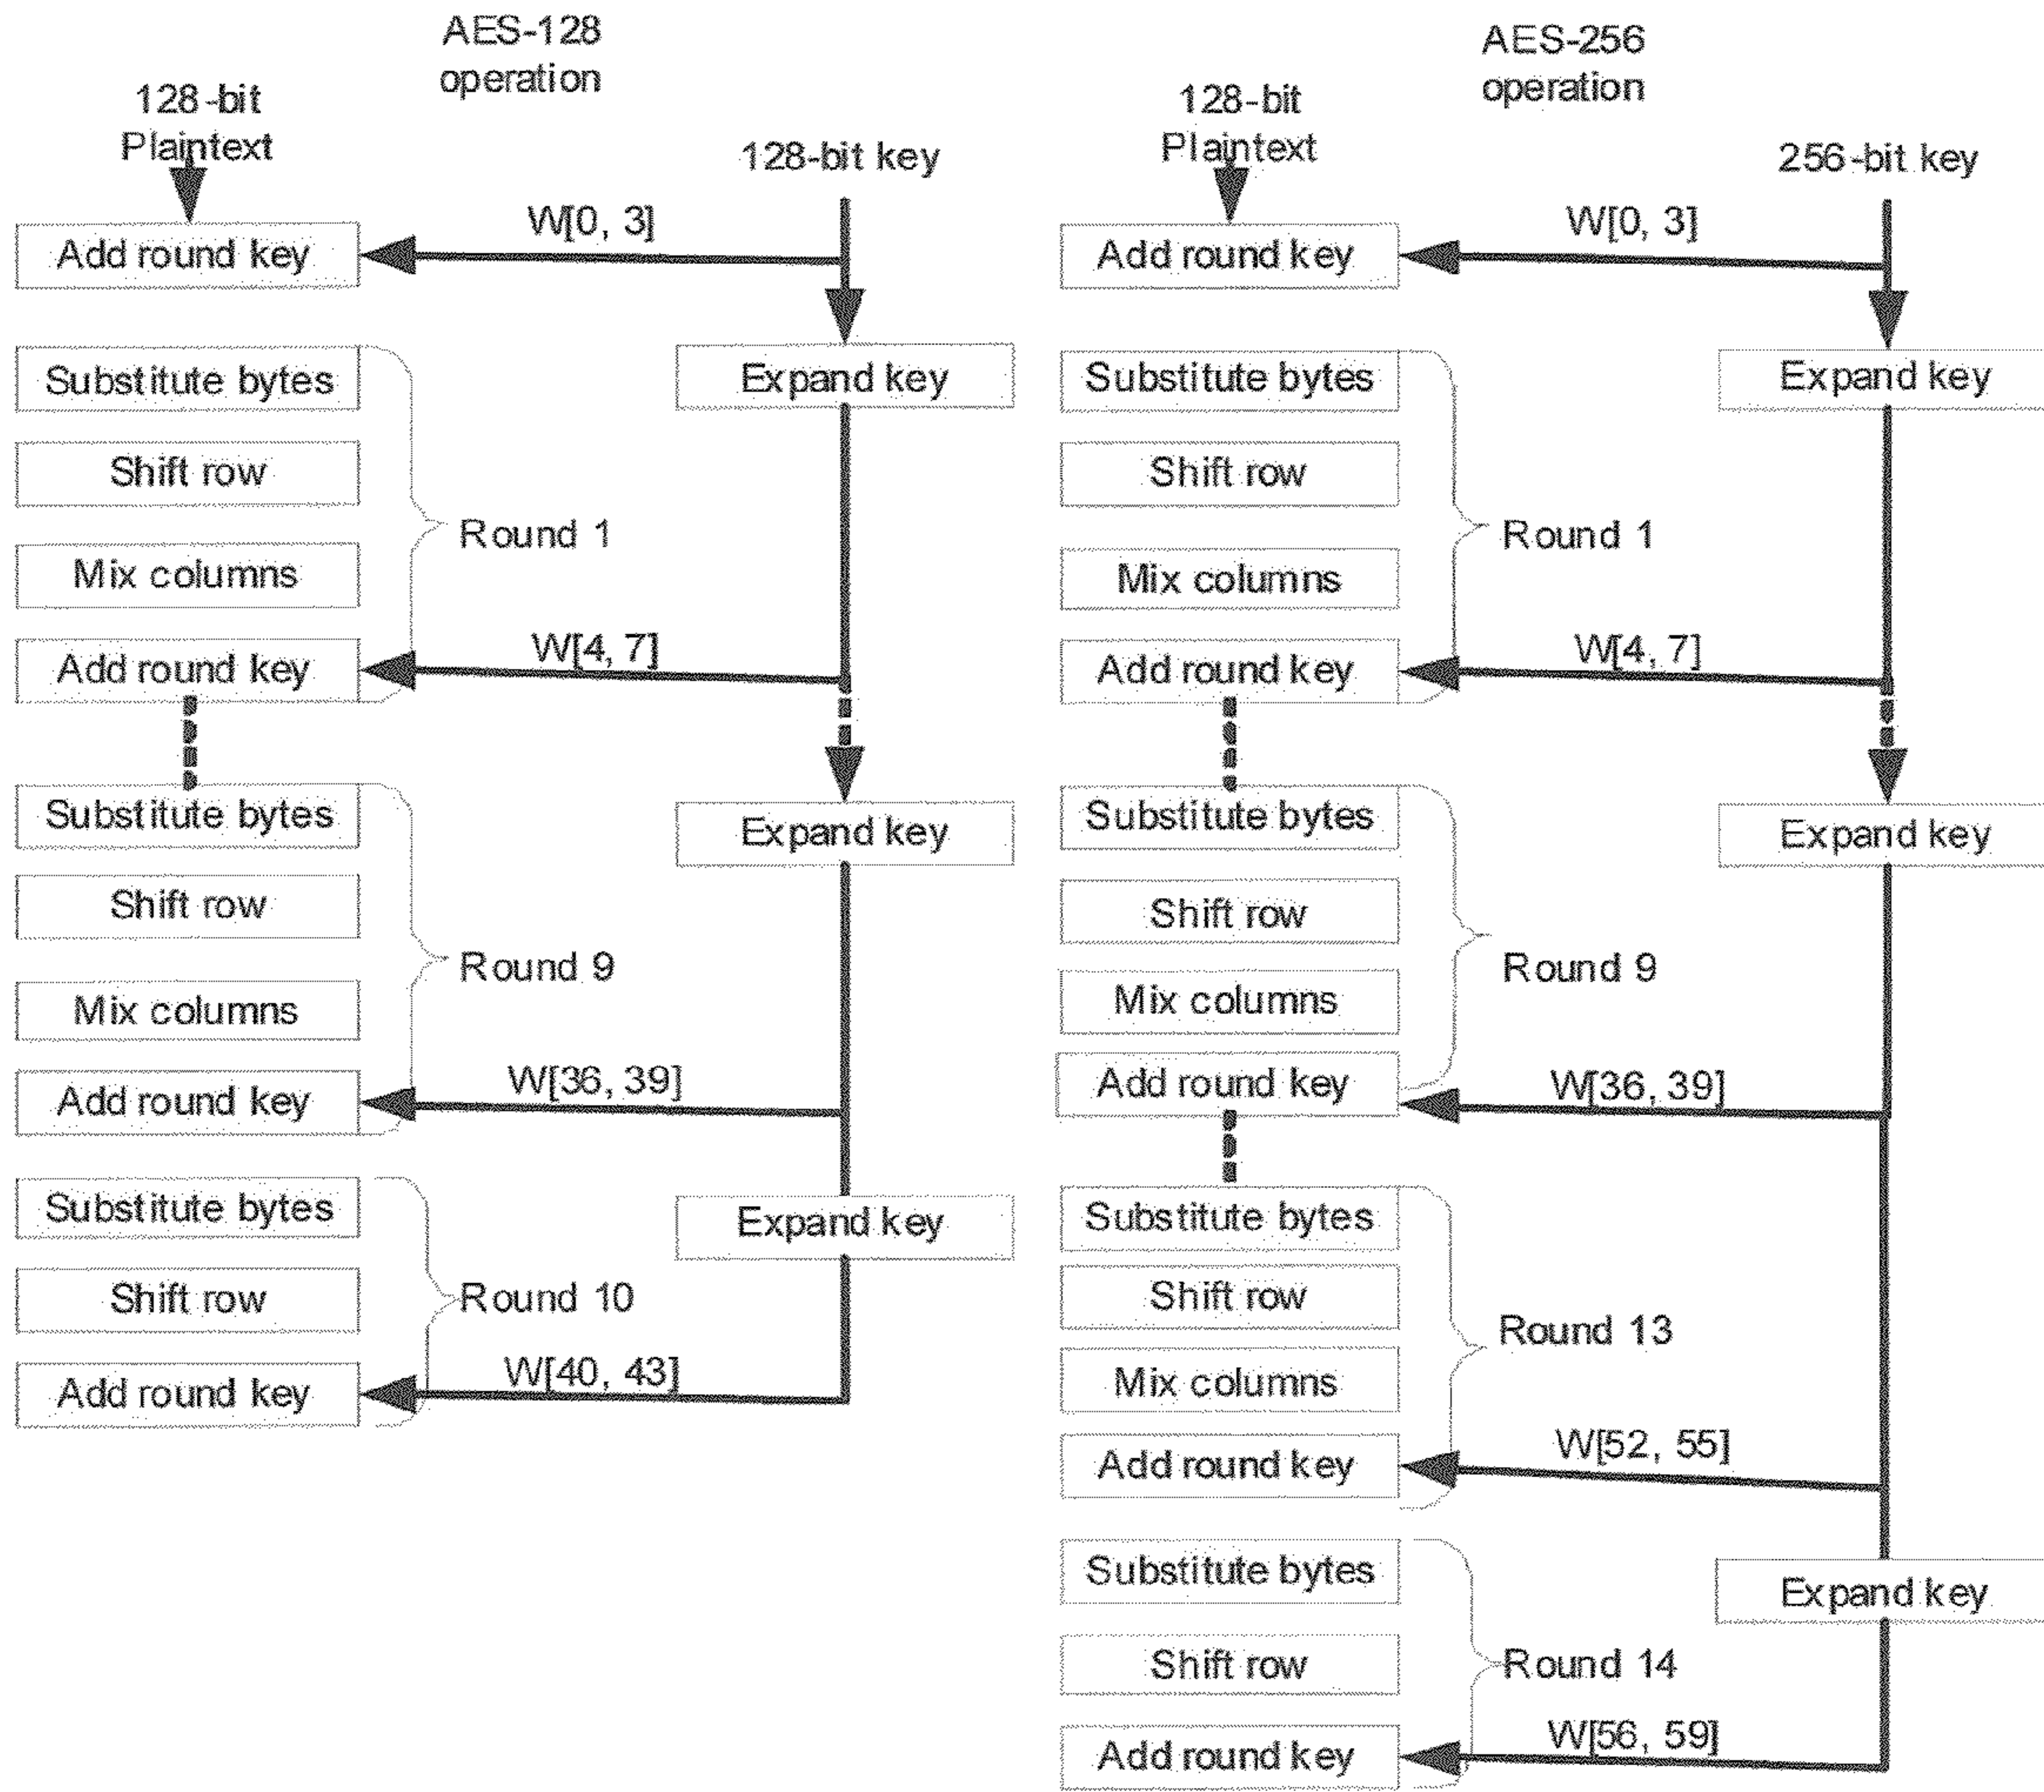 AES-128
operation
128-bit
Plaintext
128-bit key
W[0, 3]
Add round key
Substitute bytes
Expand key
Shift row
Round 1
Mix columns
W[4, 7]
Add round key
Substitute bytes
Expand key
Shift row
Round 9
Mix columns
W[36, 39]
Add round key
Substitute bytes
Expand key
Shift row
Round 10
W[40, 43]
Add round key
AES-256
operation
128-bit
Plaintext
256-bit key
W[0, 3]
Add round key
Substitute bytes
Expand key
Shift row
Round 1
Mix columns
W[4, 7]
Add round key
Substitute bytes
Expand key
Shift row
Round 9
Mix columns
W[36, 39]
Add round key
Substitute bytes
Shift row
Round 13
Mix columns
W[52, 55]
Add round key
Substitute bytes
Expand key
Shift row
Round 14
W[56, 59]
Add round key